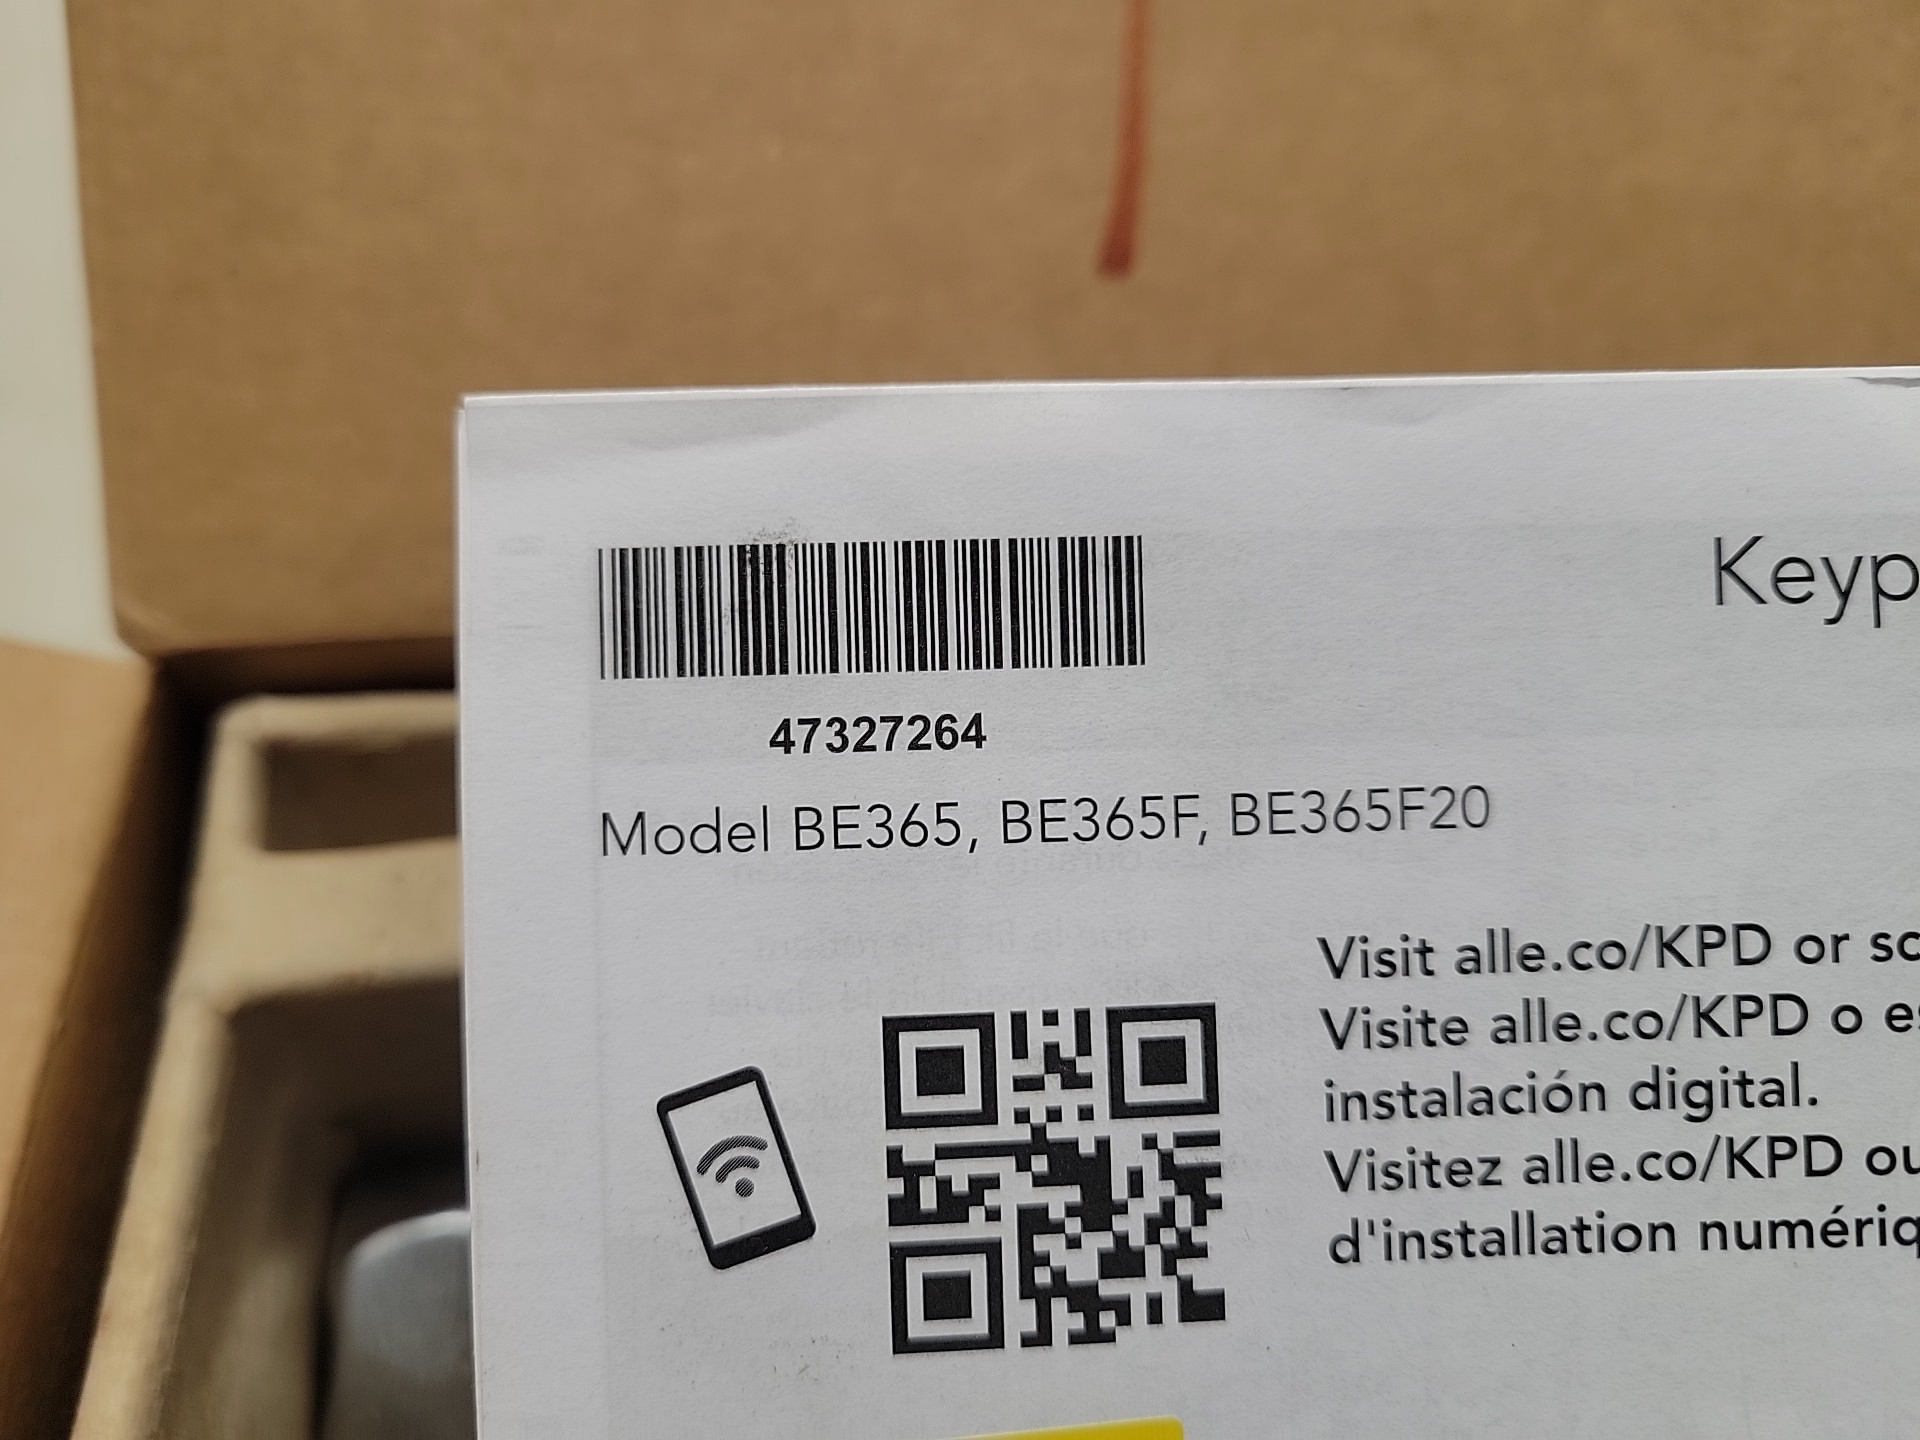 Keyp
47327264
Model BE365, BE365F, BE365F20
Visit alle.co/KPD or sc
Visite alle.co/KPD o es
instalación digital.
Visitez alle.co/KPD ou
d'installation numériq